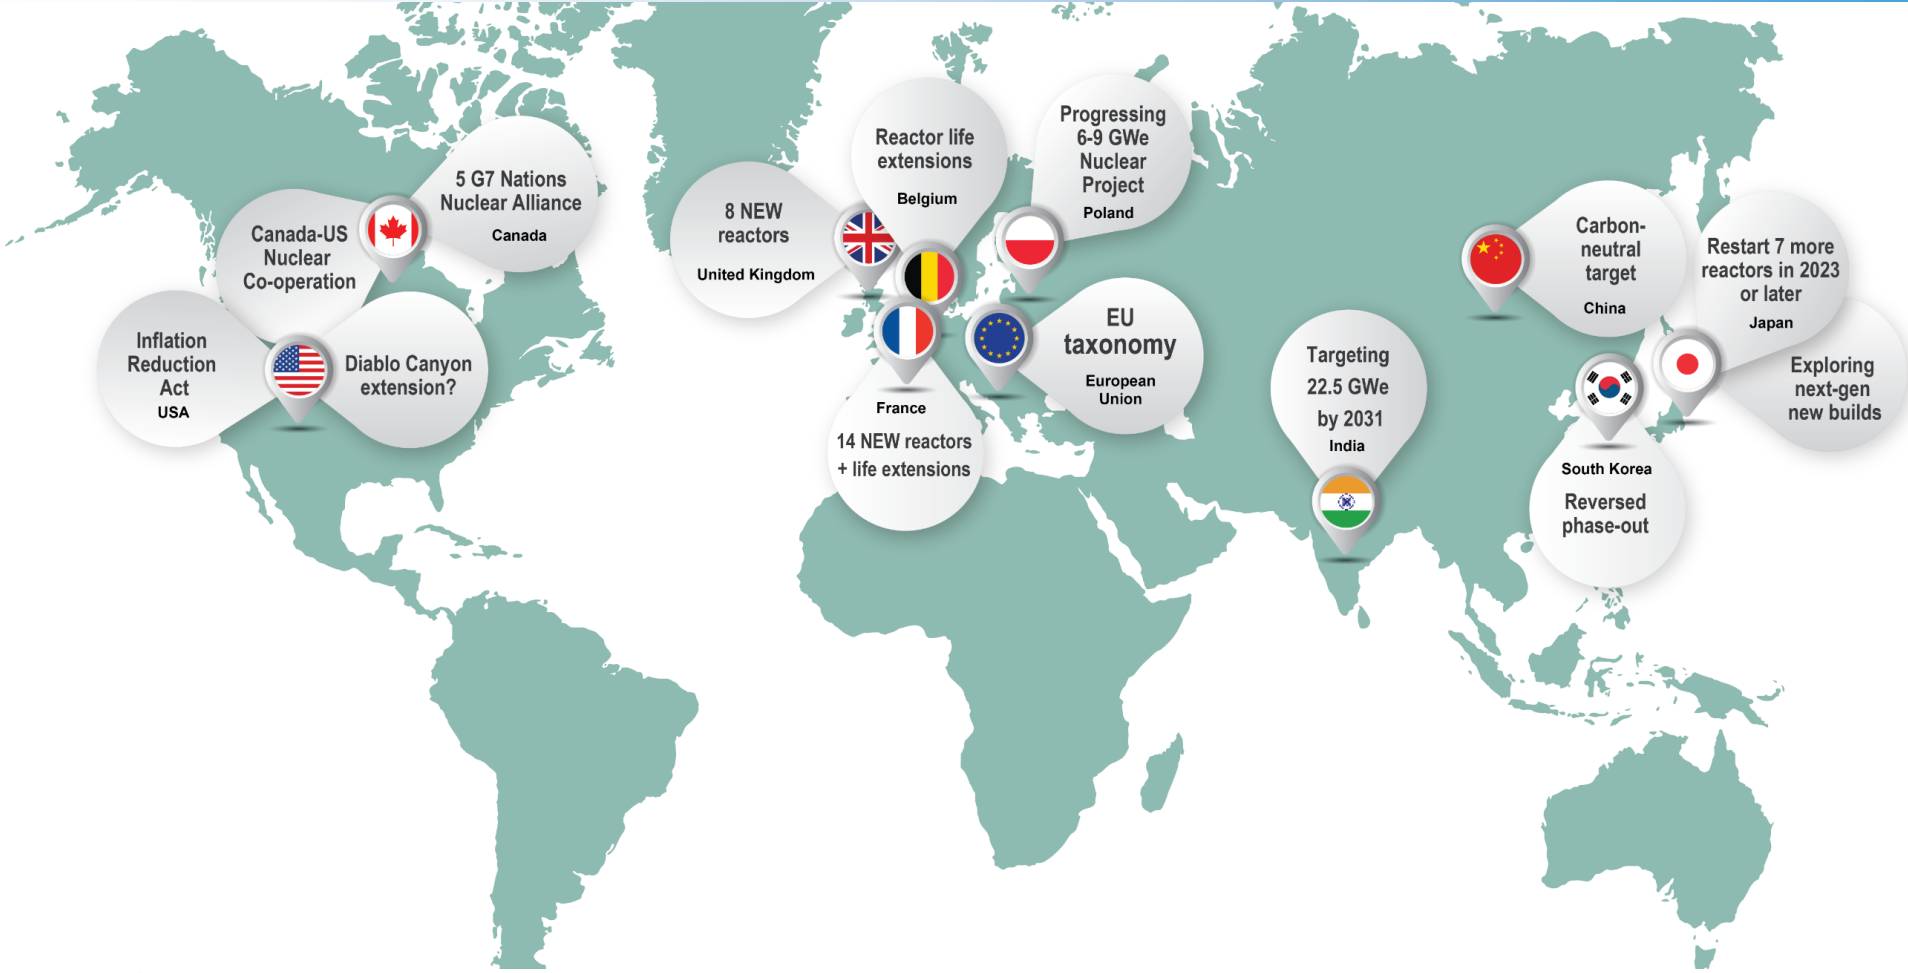 5 G7 Nations
Nuclear Alliance
Canada
Canada-US
Nuclear
Co-operation
Inflation
Reduction
Act
USA
Diablo Canyon
extension?
8 NEW
reactors
United Kingdom
Reactor life
extensions
Belgium
Progressing
6-9 GWe
Nuclear
Project
Poland
EU
taxonomy
European
Union
France
14 NEW reactors
+ life extensions
Targeting
22.5 GWe
by 2031
India
Carbon-
neutral
target
China
Restart 7 more
reactors in 2023
or later
Japan
Exploring
next-gen
new builds
South Korea
Reversed
phase-out